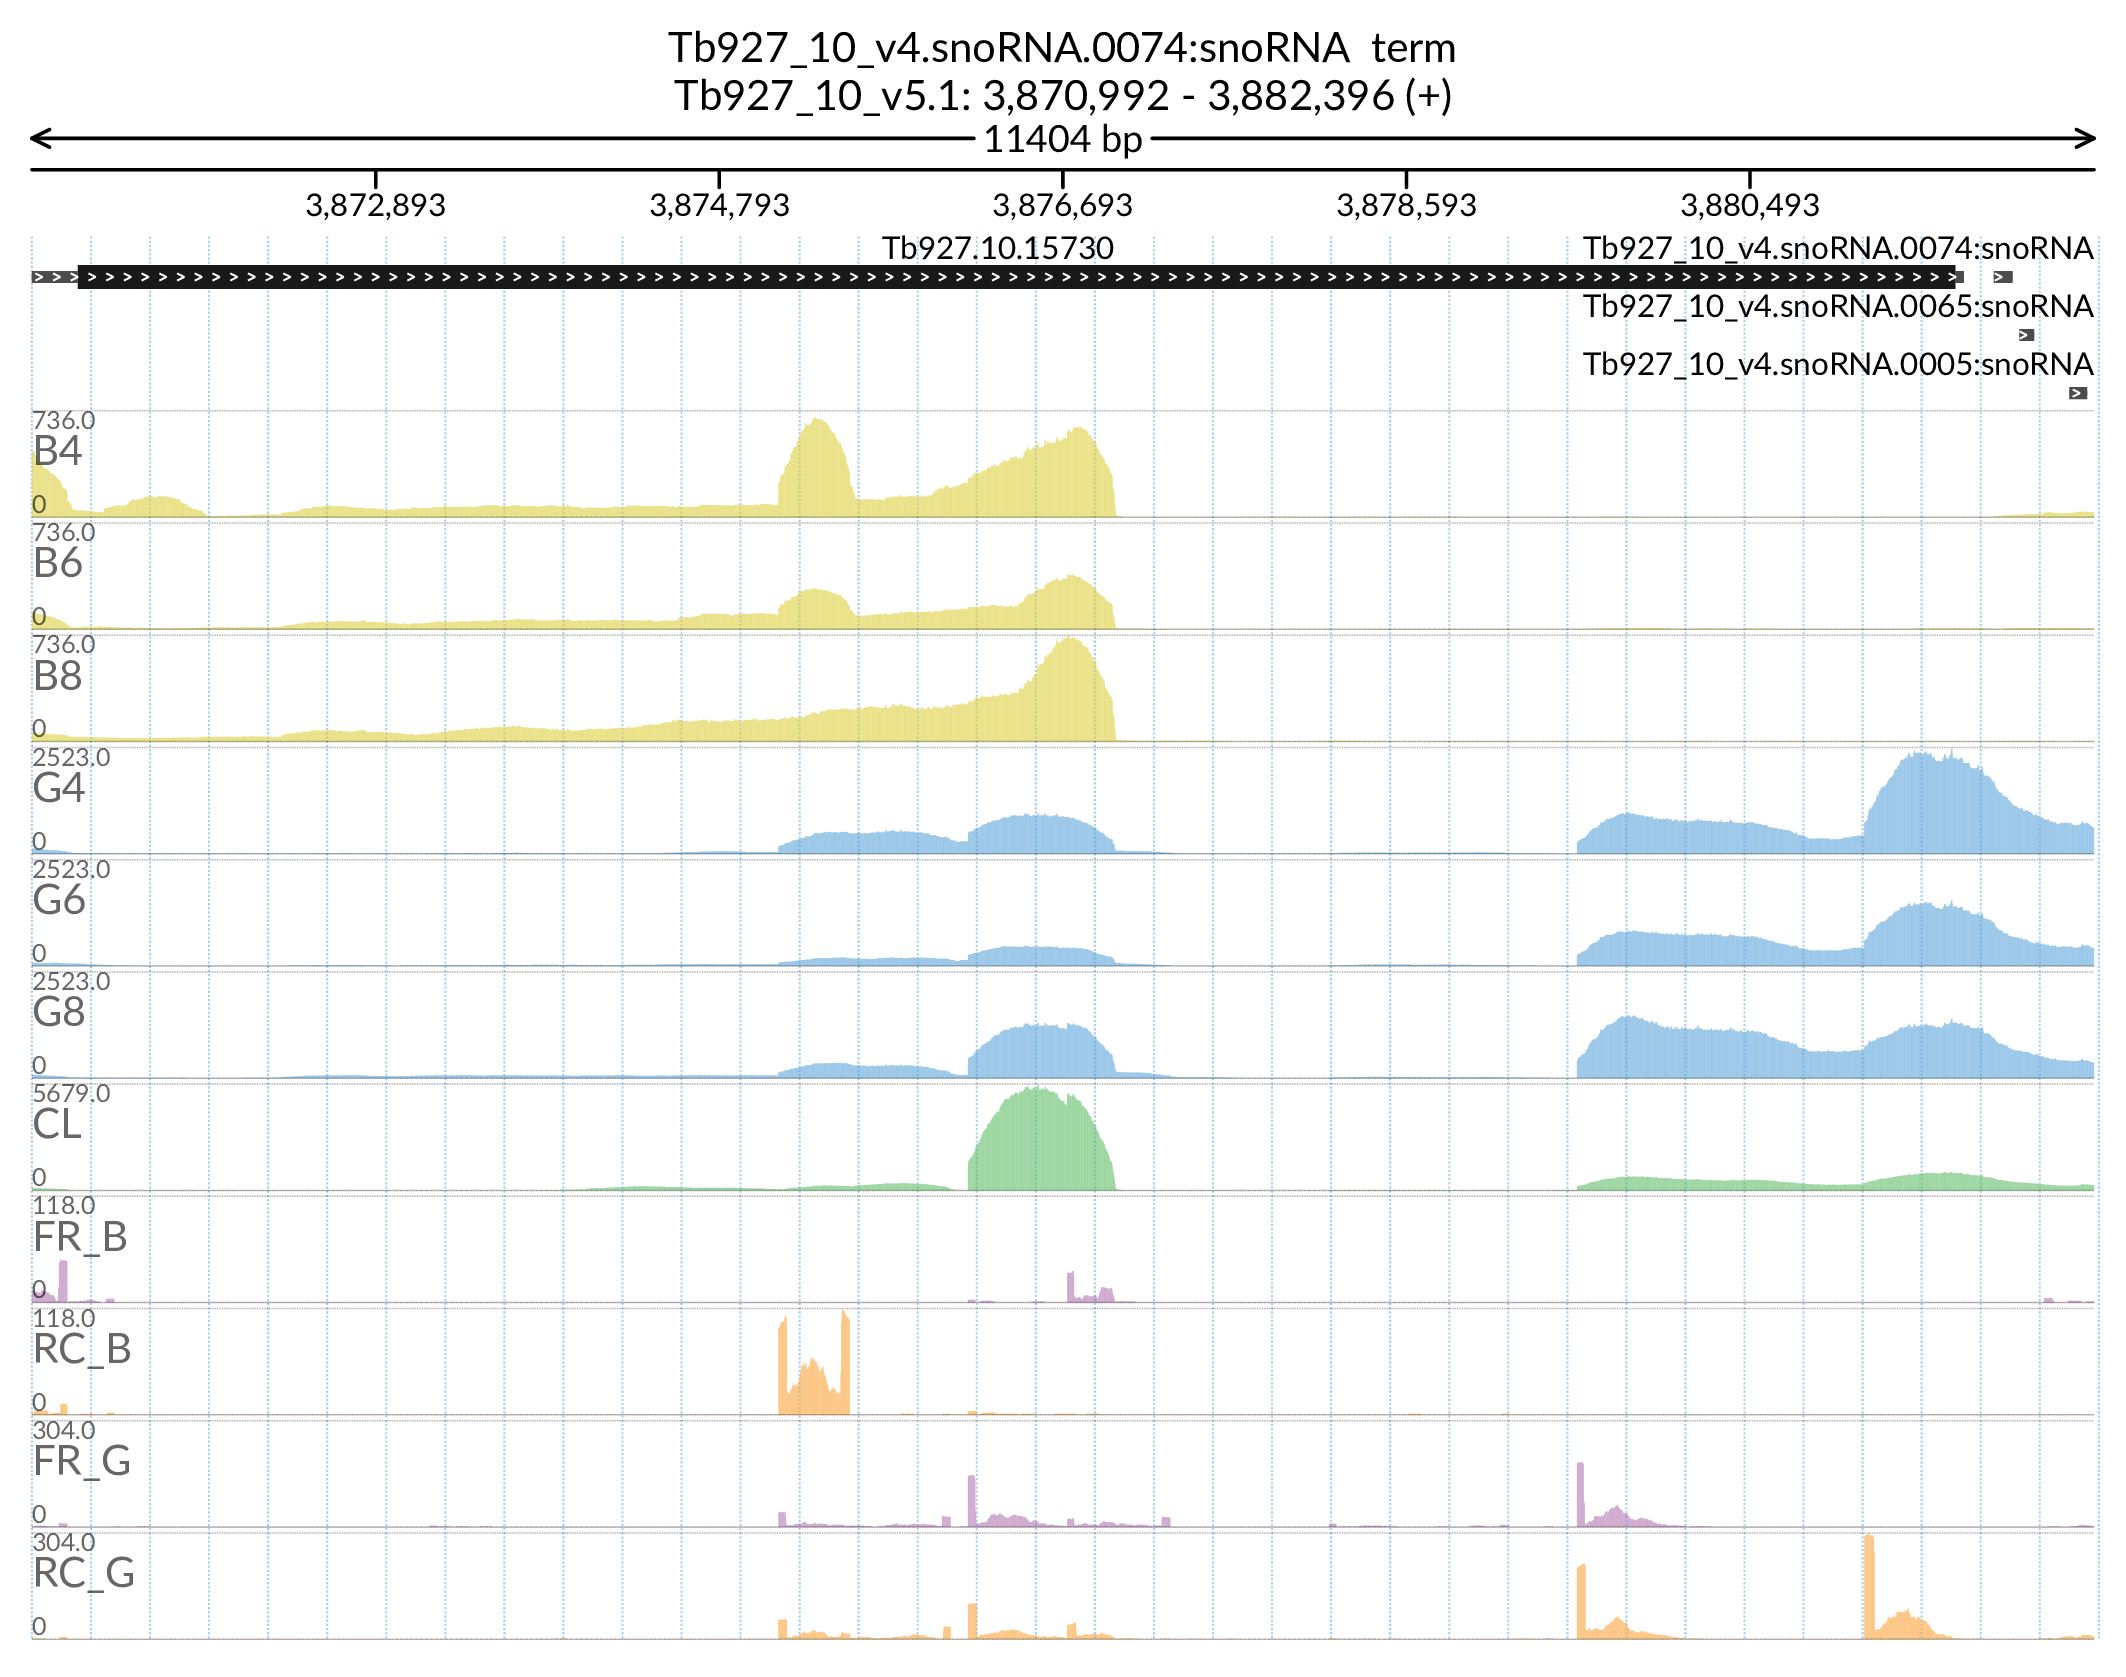 Tb927_10_v4.snoRNA.0074:snoRNA  term
Tb927_10_v5.1: 3,870,992 - 3,882,396 (+)
11404 bp
3,872,893 3,874,793 3,876,693 3,878,593 3,880,493
Tb927.10.15730 Tb927_10_v4.snoRNA.0074:snoRNA
Tb927_10_v4.snoRNA.0065:snoRNA
Tb927_10_v4.snoRNA.0005:snoRNA
736.0
B4
0
736.0
B6
0
736.0
B8
0
2523.0
G4
0
2523.0
G6
0
2523.0
G8
0
5679.0
CL
0
118.0
FR_B
0
118.0
RC_B
0
304.0
FR_G
0
304.0
RC_G
0